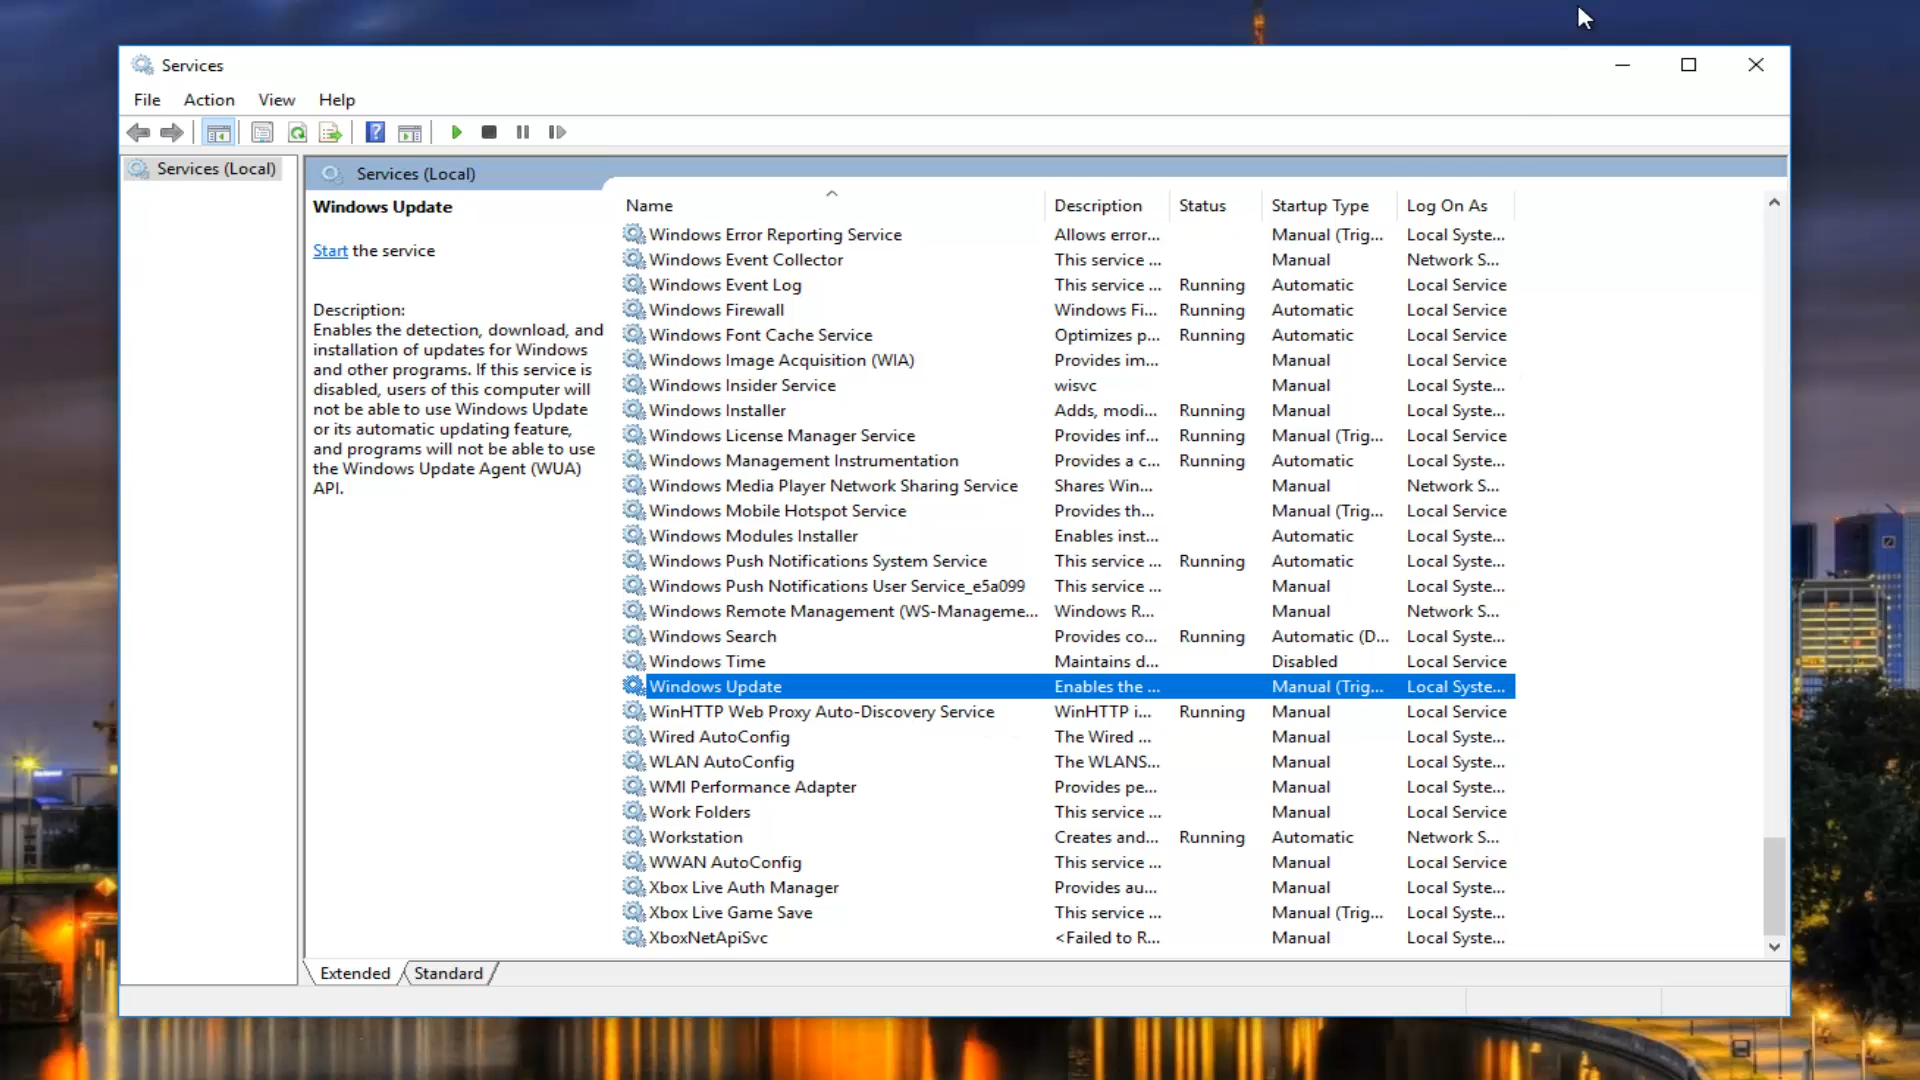 Services
File Action View Help
Services (Local)
Services (Local)
Windows Update
Start the service
Description:
Enables the detection, download, and
installation of updates for Windows
and other programs. If this service is
disabled, users of this computer will
not be able to use Windows Update
or its automatic updating feature,
and programs will not be able to use
the Windows Update Agent (WUA)
API.
Name Description Status Startup Type Log On As
Windows Error Reporting Service Allows error... Manual (Trig... Local Syste...
Windows Event Collector This service ... Manual Network S...
Windows Event Log This service ... Running Automatic Local Service
Windows Firewall Windows Fi... Running Automatic Local Service
Windows Font Cache Service Optimizes p... Running Automatic Local Service
Windows Image Acquisition (WIA) Provides im... Manual Local Service
Windows Insider Service wisvc Manual Local Syste...
Windows Installer Adds, modi... Running Manual Local Syste...
Windows License Manager Service Provides inf... Running Manual (Trig... Local Service
Windows Management Instrumentation Provides a c... Running Automatic Local Syste...
Windows Media Player Network Sharing Service Shares Win... Manual Network S...
Windows Mobile Hotspot Service Provides th... Manual (Trig... Local Service
Windows Modules Installer Enables inst... Automatic Local Syste...
Windows Push Notifications System Service This service ... Running Automatic Local Syste...
Windows Push Notifications User Service_e5a099 This service ... Manual Local Syste...
Windows Remote Management (WS-Manageme... Windows R... Manual Network S...
Windows Search Provides co... Running Automatic (D... Local Syste...
Windows Time Maintains d... Disabled Local Service
Windows Update Enables the ... Manual (Trig... Local Syste...
WinHTTP Web Proxy Auto-Discovery Service WinHTTP i... Running Manual Local Service
Wired AutoConfig The Wired ... Manual Local Syste...
WLAN AutoConfig The WLANS... Manual Local Syste...
WMI Performance Adapter Provides pe... Manual Local Syste...
Work Folders This service ... Manual Local Service
Workstation Creates and... Running Automatic Network S...
WWAN AutoConfig This service ... Manual Local Service
Xbox Live Auth Manager Provides au... Manual Local Syste...
Xbox Live Game Save This service ... Manual (Trig... Local Syste...
XboxNetApiSvc <Failed to R... Manual Local Syste...
Extended Standard